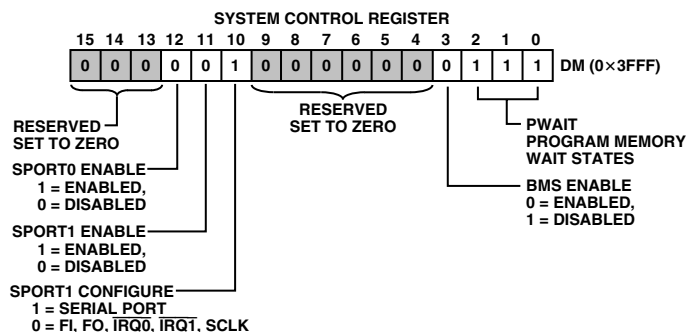 SYSTEM CONTROL REGISTER
15 14 13 12 11 10 9 8 7 6 5 4 3 2 1 0
0 0 0 0 0 1 0 0 0 0 0 0 0 1 1 1 DM (0×3FFF)
RESERVED
SET TO ZERO
RESERVED
SET TO ZERO
PWAIT
PROGRAM MEMORY
WAIT STATES
SPORT0 ENABLE
1 = ENABLED,
0 = DISABLED
BMS ENABLE
0 = ENABLED,
1 = DISABLED
SPORT1 ENABLE
1 = ENABLED,
0 = DISABLED
SPORT1 CONFIGURE
1 = SERIAL PORT
0 = FI, FO, I̅R̅Q̅0̅, I̅R̅Q̅1̅, SCLK